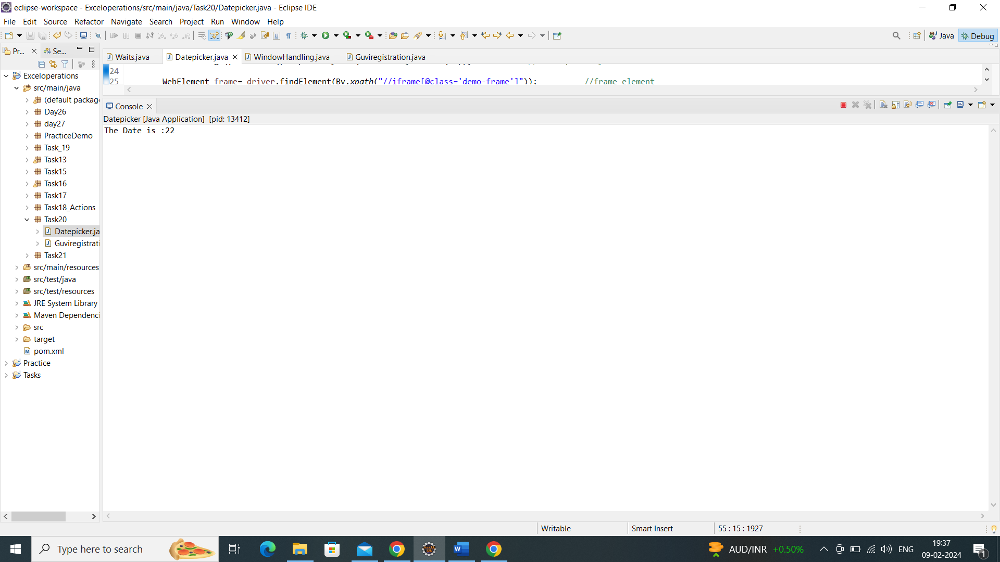 eclipse-workspace - Exceloperations/src/main/java/Task20/Datepicker.java - Eclipse IDE
File Edit Source Refactor Navigate Search Project Run Window Help
Java Debug
Pr... Se...
Waits.java Datepicker.java WindowHandling.java Guviregistration.java
24
25 WebElement frame= driver.findElement(By.xpath("//iframe[@class='demo-frame']")); //frame element
Console
Datepicker [Java Application] [pid: 13412]
The Date is :22
Exceloperations
src/main/java
(default package
Day26
day27
PracticeDemo
Task_19
Task13
Task15
Task16
Task17
Task18_Actions
Task20
Datepicker.ja
Guviregistrati
Task21
src/main/resources
src/test/java
src/test/resources
JRE System Library
Maven Dependenci
src
target
pom.xml
Practice
Tasks
Writable Smart Insert 55 : 15 : 1927
Type here to search
AUD/INR +0.50%
ENG
19:37
09-02-2024
1